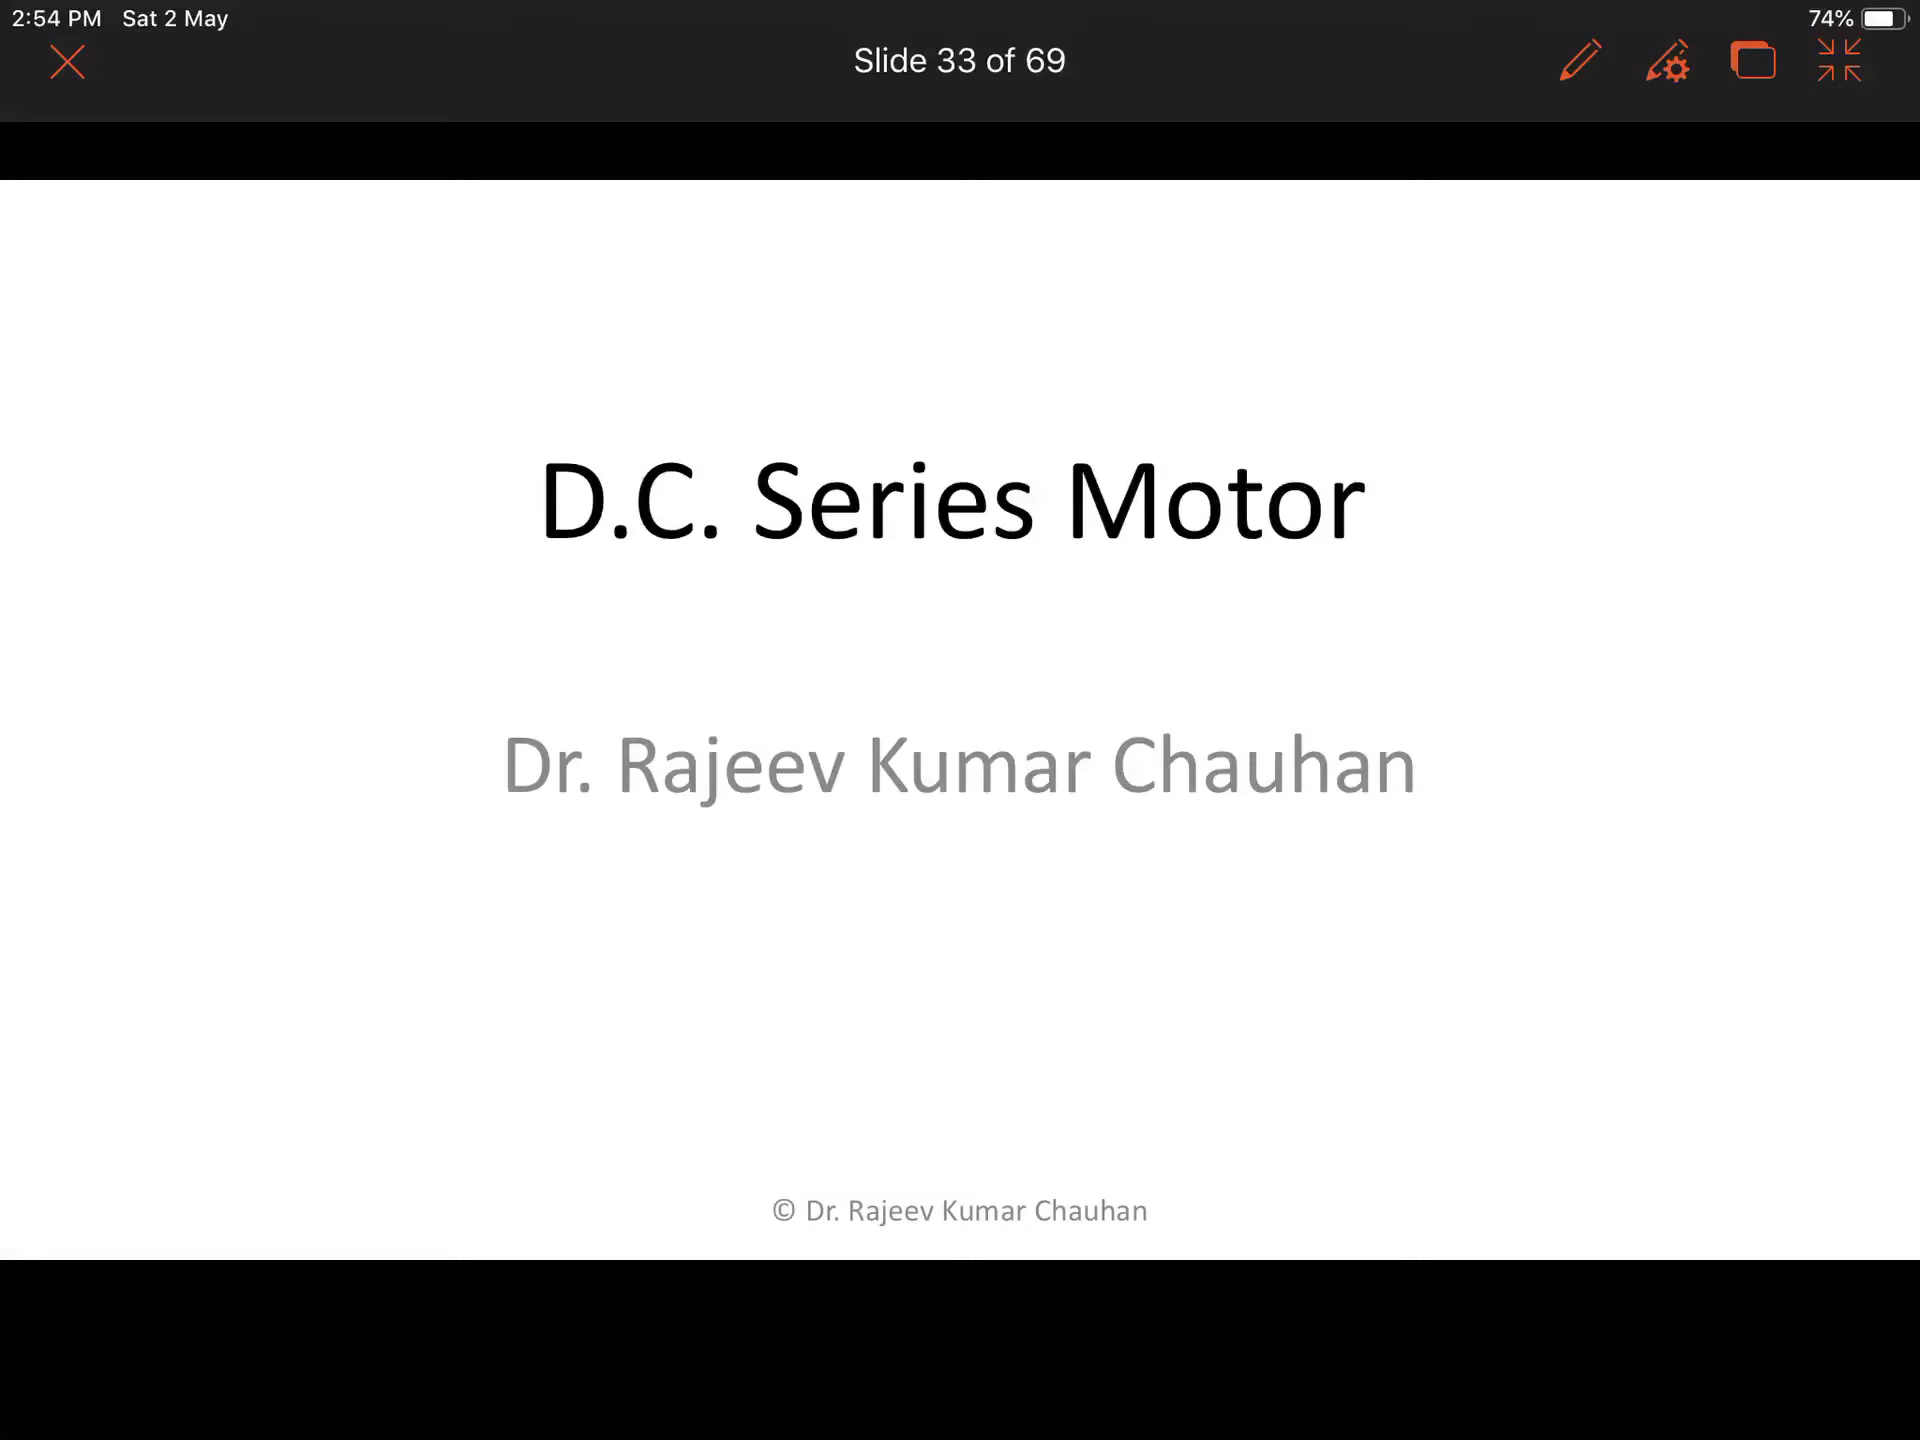 2:54 PM Sat 2 May
74%
Slide 33 of 69
D.C. Series Motor
Dr. Rajeev Kumar Chauhan
© Dr. Rajeev Kumar Chauhan